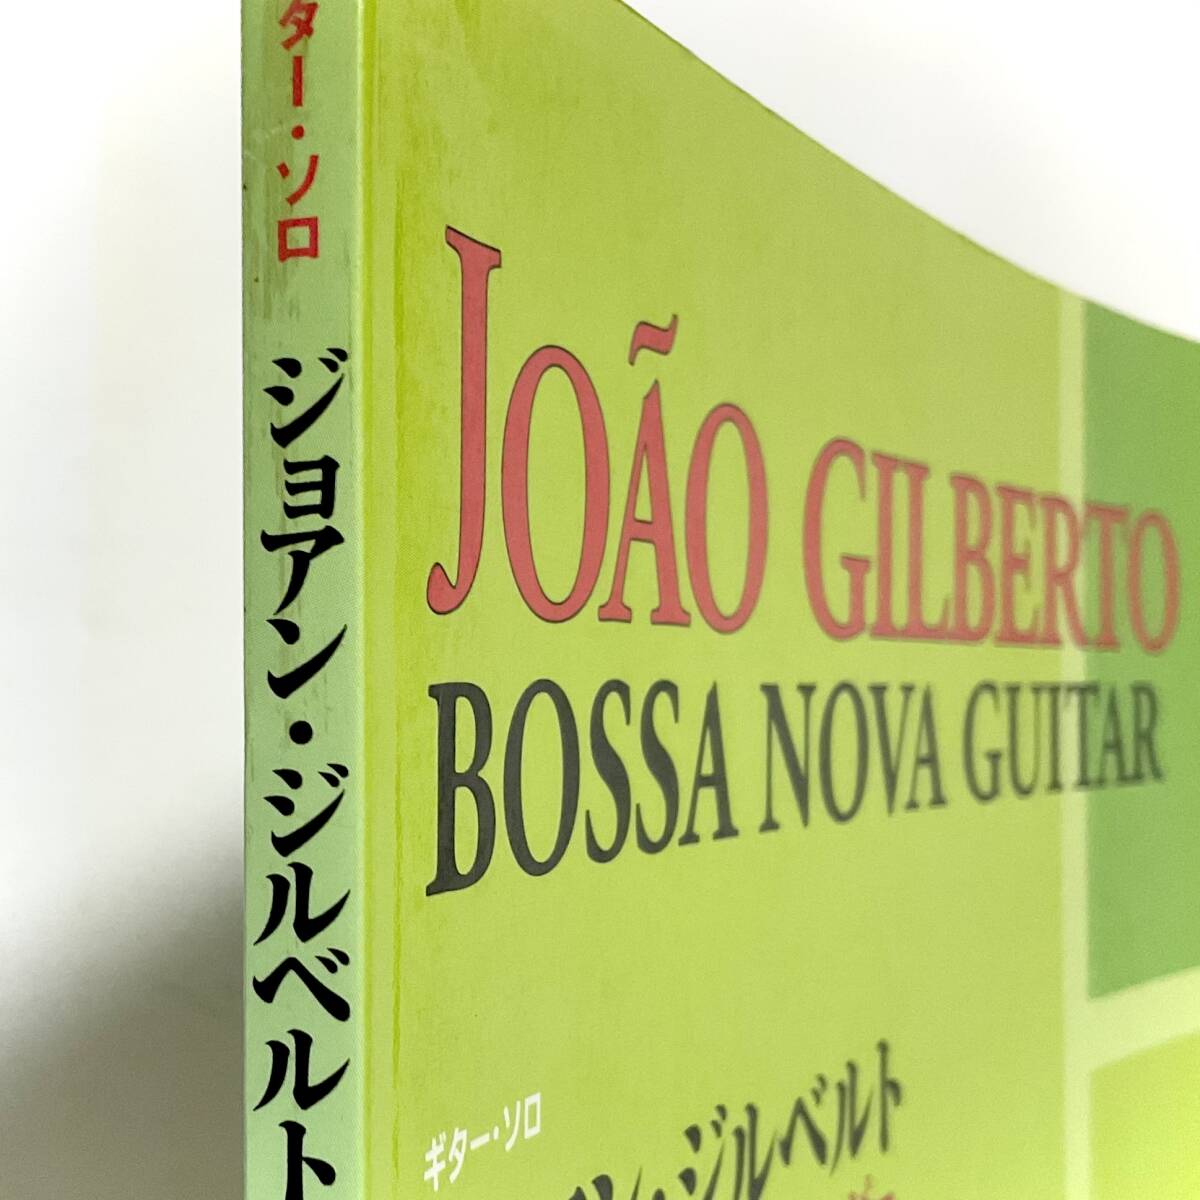 ター・ソロ
ジョアン・ジルベルト
JOÃO GILBERTO
BOSSA NOVA GUITAR
ギター・ソロ
ン・ジルベルト